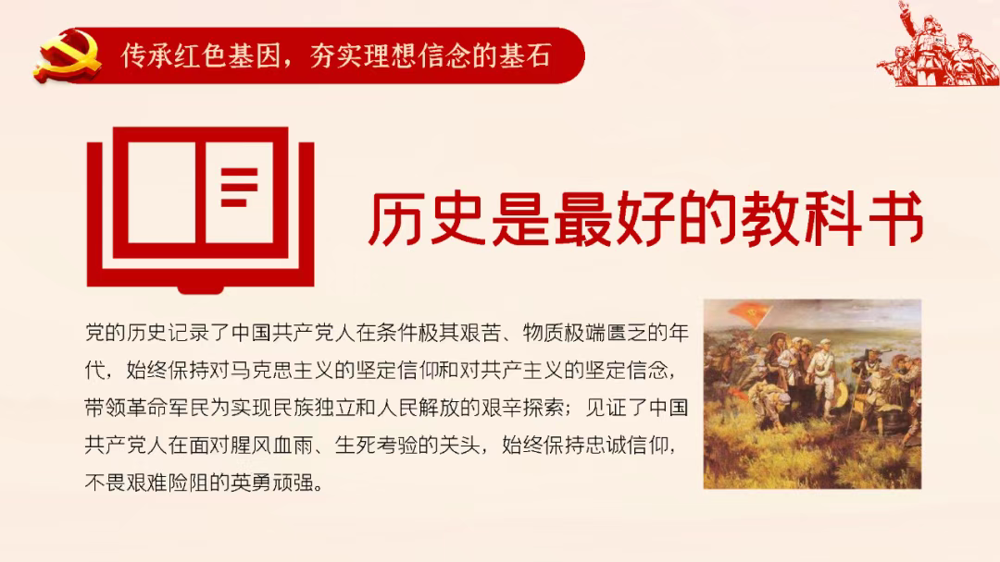 传承红色基因，夯实理想信念的基石
历史是最好的教科书
党的历史记录了中国共产党人在条件极其艰苦、物质极端匮乏的年
代，始终保持对马克思主义的坚定信仰和对共产主义的坚定信念，
带领革命军民为实现民族独立和人民解放的艰辛探索；见证了中国
共产党人在面对腥风血雨、生死考验的关头，始终保持忠诚信仰，
不畏艰难险阻的英勇顽强。